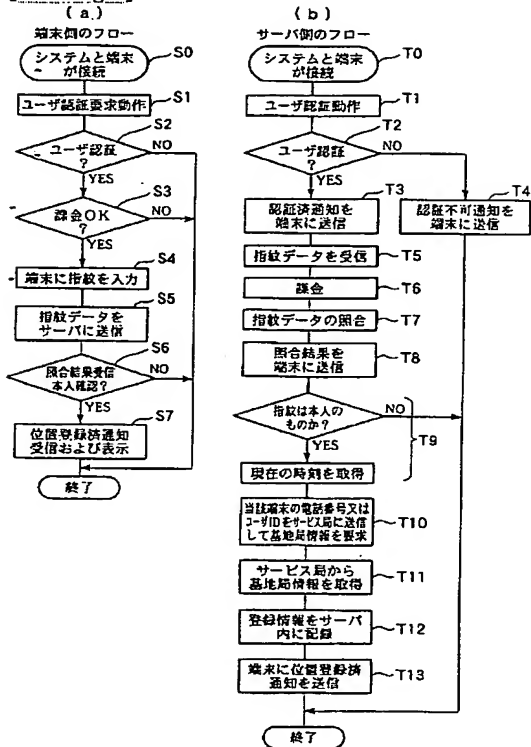 (a)
端末側のフロー
システムと端末
が接続
S0
ユーザ認証要求動作
S1
ユーザ認証
?
S2
NO
YES
課金OK
?
S3
NO
YES
端末に指紋を入力
S4
指紋データを
サーバに送信
S5
照合結果受信
本人確認?
S6
NO
YES
位置登録済通知
受信および表示
S7
終了
(b)
サーバ側のフロー
システムと端末
が接続
T0
ユーザ認証動作
T1
ユーザ認証
?
T2
NO
YES
認証済通知を
端末に送信
T3
認証不可通知を
端末に送信
T4
指紋データを受信
T5
課金
T6
指紋データの照合
T7
照合結果を
端末に送信
T8
指紋は本人の
ものか?
NO
YES
T9
現在の時刻を取得
当該端末の電話番号又は
ユーザIDをサービス局に送信
して基地局情報を要求
T10
サービス局から
基地局情報を取得
T11
登録情報をサーバ
内に記録
T12
端末に位置登録済
通知を送信
T13
終了